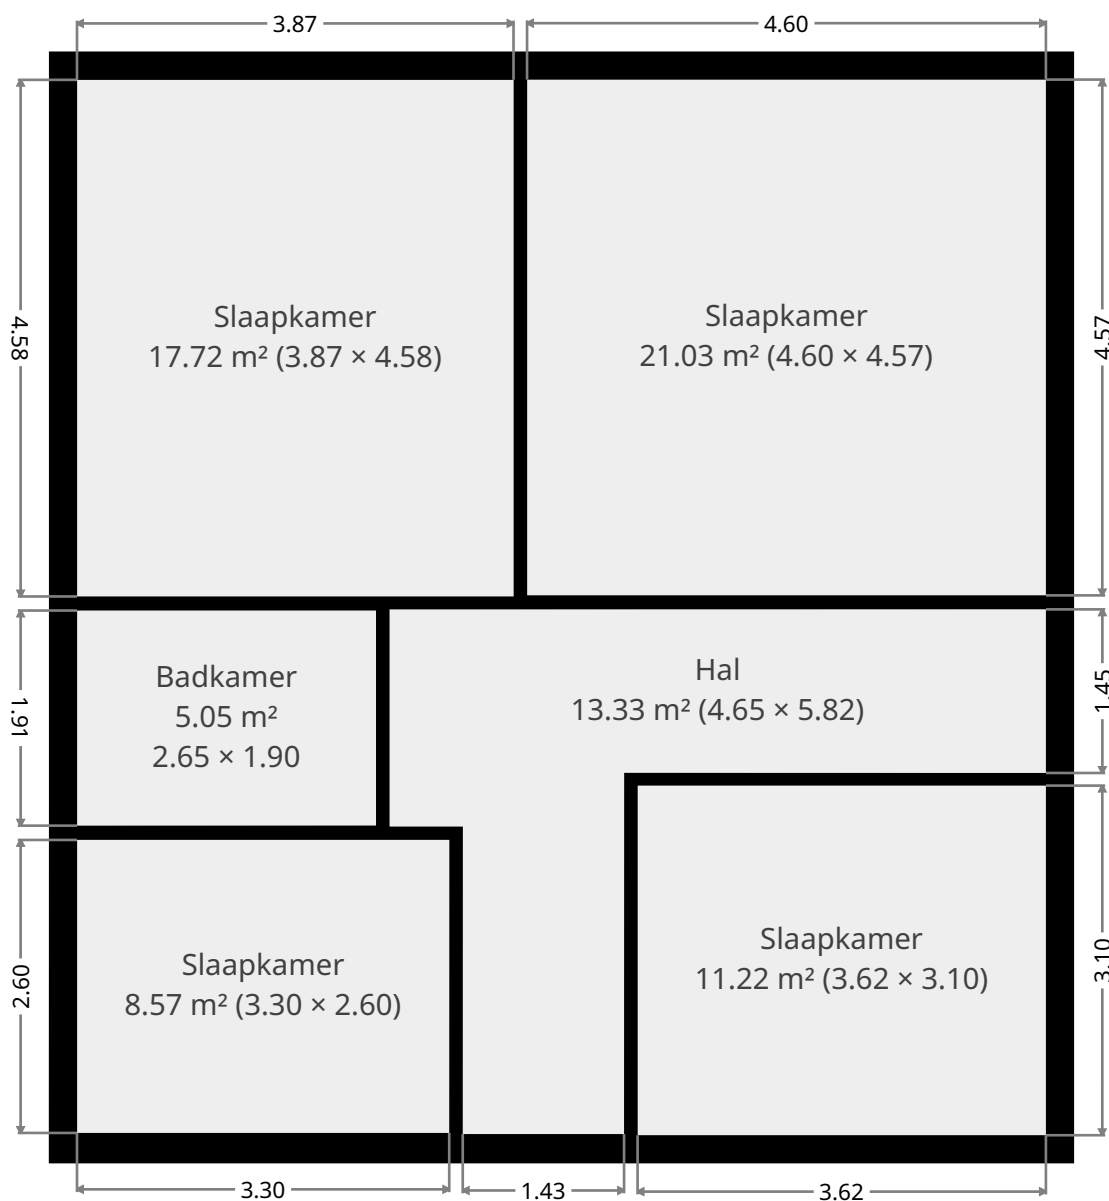 3.87
4.60
4.58
4.57
Slaapkamer
17.72 m² (3.87 × 4.58)
Slaapkamer
21.03 m² (4.60 × 4.57)
1.91
1.45
Badkamer
5.05 m²
2.65 × 1.90
Hal
13.33 m² (4.65 × 5.82)
2.60
3.10
Slaapkamer
8.57 m² (3.30 × 2.60)
Slaapkamer
11.22 m² (3.62 × 3.10)
3.30
1.43
3.62